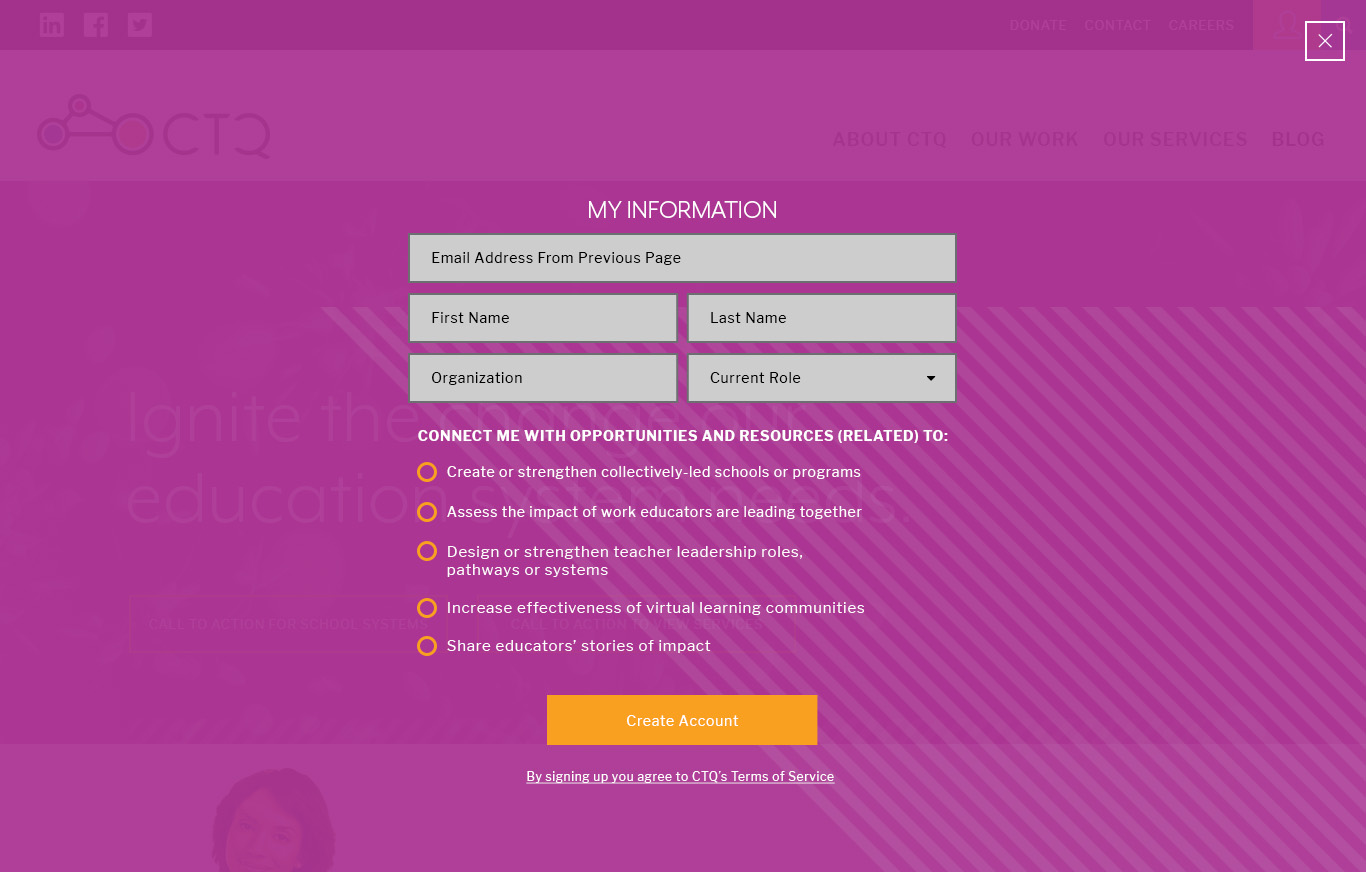 DONATE CONTACT CAREERS
CTQ
ABOUT CTQ OUR WORK OUR SERVICES BLOG
MY INFORMATION
Email Address From Previous Page
First Name Last Name
Organization Current Role
Ignite the change our
education system needs.
CONNECT ME WITH OPPORTUNITIES AND RESOURCES (RELATED) TO:
Create or strengthen collectively-led schools or programs
Assess the impact of work educators are leading together
Design or strengthen teacher leadership roles,
pathways or systems
Increase effectiveness of virtual learning communities
CALL TO ACTION FOR SCHOOL SYSTEMS CALL TO ACTION TO VIEW SERVICES
Share educators’ stories of impact
Create Account
By signing up you agree to CTQ’s Terms of Service